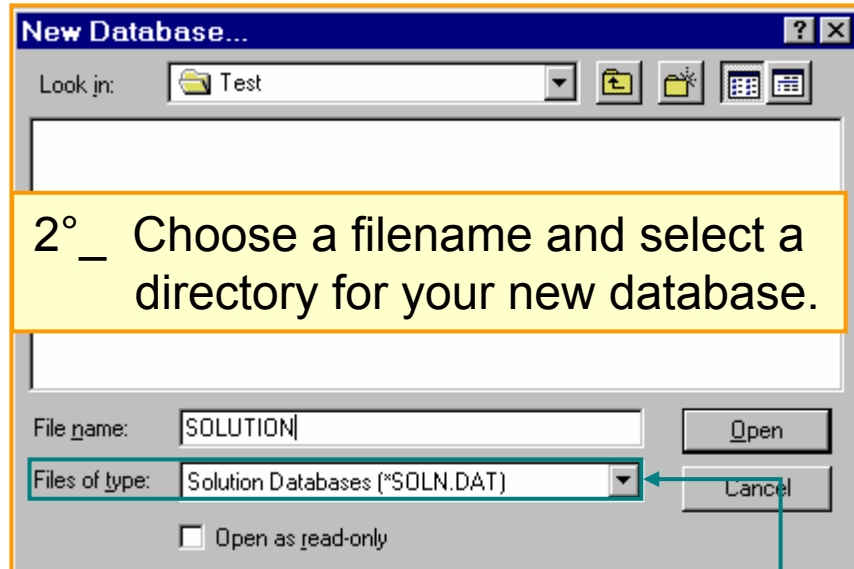 New Database...
Look in: Test
2°_ Choose a filename and select a
directory for your new database.
File name: SOLUTION Open
Files of type: Solution Databases (*SOLN.DAT) Cancel
Open as read-only